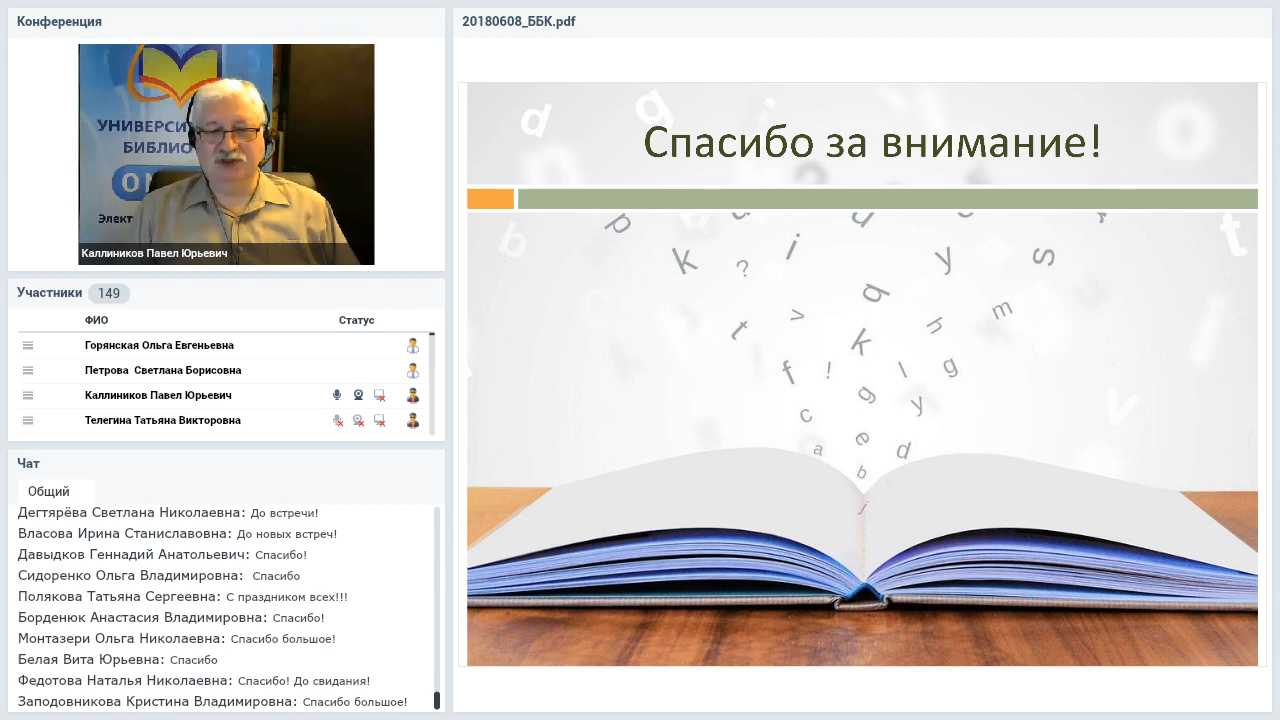 Конференция
УНИВЕРСИ
БИБЛИО
Элект
Каллиников Павел Юрьевич
Участники 149
ФИО Статус
Горянская Ольга Евгеньевна
Петрова Светлана Борисовна
Каллиников Павел Юрьевич
Телегина Татьяна Викторовна
Чат
Общий
Дегтярёва Светлана Николаевна: До встречи!
Власова Ирина Станиславовна: До новых встреч!
Давыдков Геннадий Анатольевич: Спасибо!
Сидоренко Ольга Владимировна: Спасибо
Полякова Татьяна Сергеевна: С праздником всех!!!
Борденюк Анастасия Владимировна: Спасибо!
Монтазери Ольга Николаевна: Спасибо большое!
Белая Вита Юрьевна: Спасибо
Федотова Наталья Николаевна: Спасибо! До свидания!
Заподовникова Кристина Владимировна: Спасибо большое!
20180608_ББК.pdf
Спасибо за внимание!